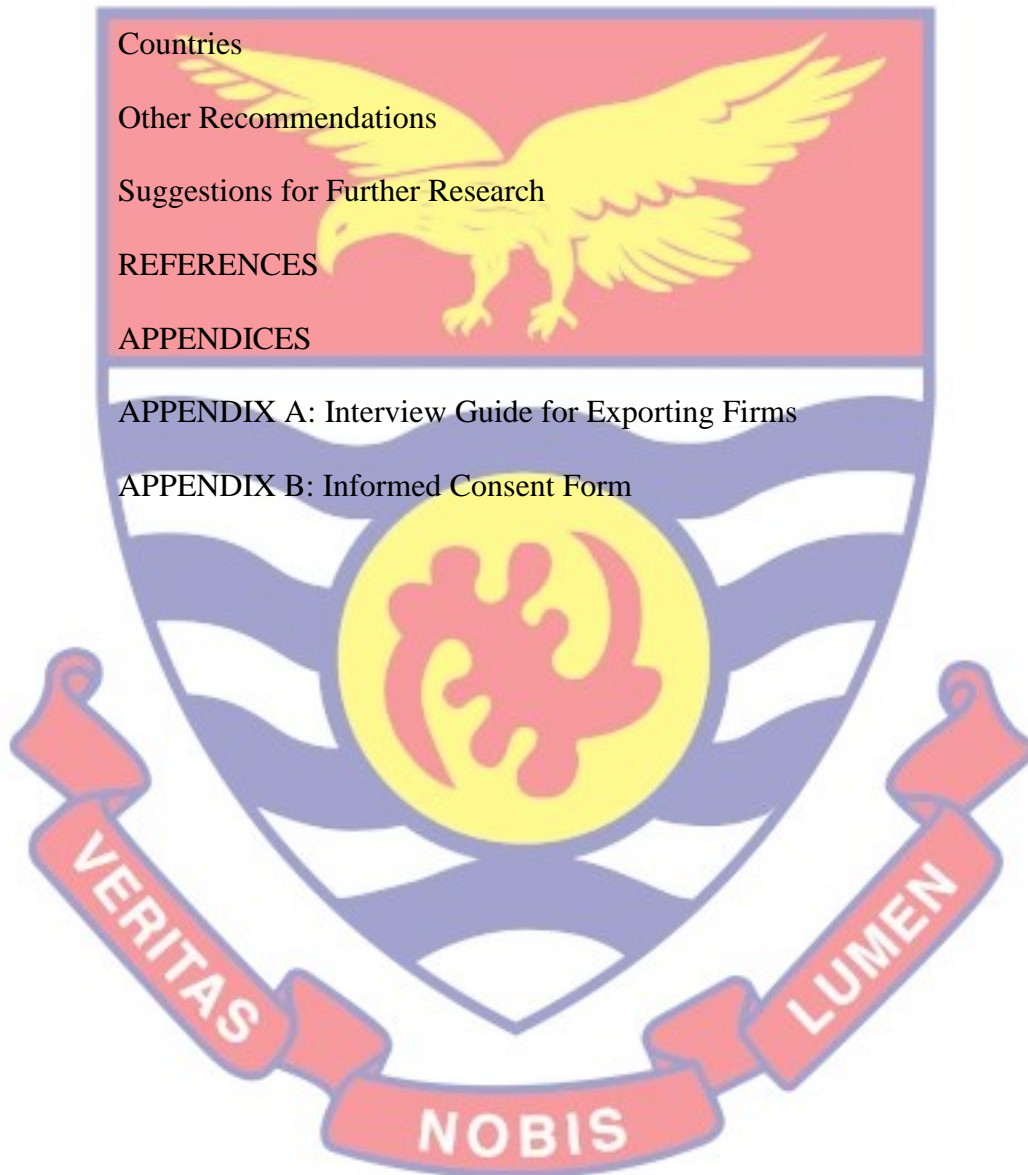 Countries
Other Recommendations
Suggestions for Further Research
REFERENCES
APPENDICES
APPENDIX A: Interview Guide for Exporting Firms
APPENDIX B: Informed Consent Form
VERITAS
NOBIS
LUMEN